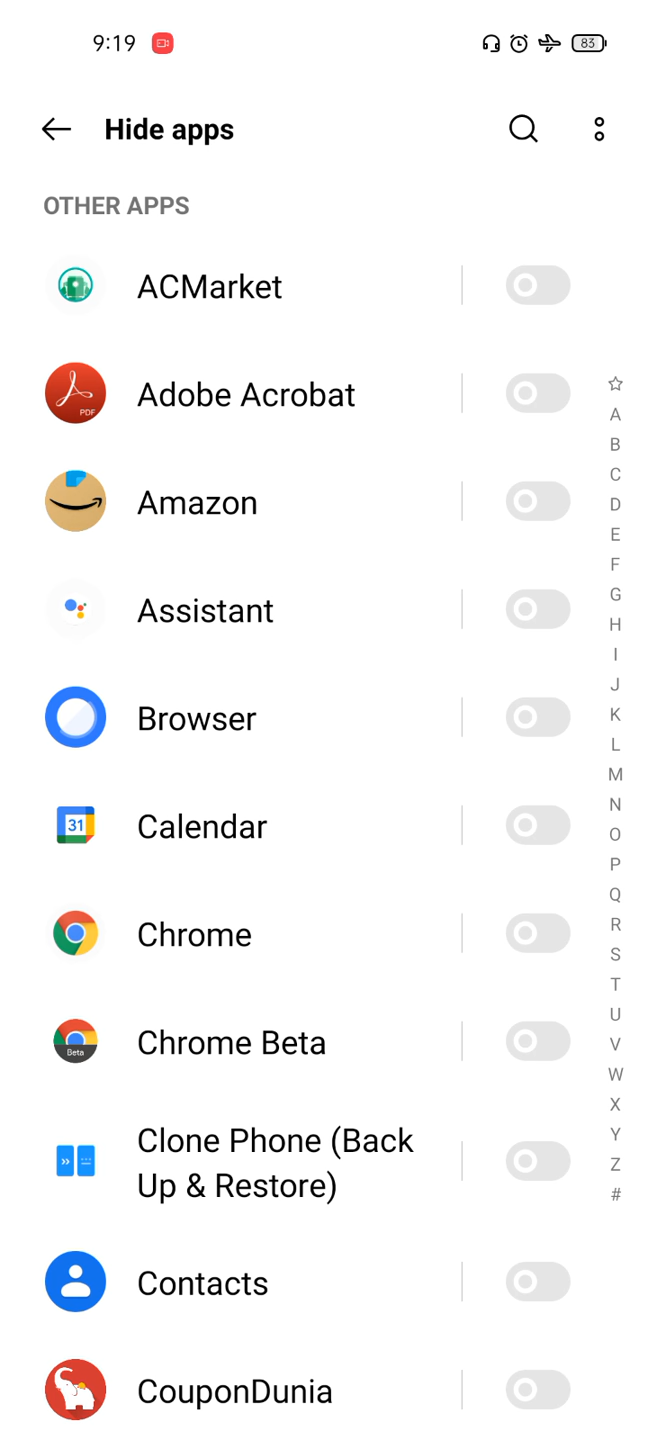 9:19
83
Hide apps
OTHER APPS
ACMarket
Adobe Acrobat
PDF
Amazon
Assistant
Browser
31
Calendar
Chrome
Beta
Chrome Beta
Clone Phone (Back
Up & Restore)
Contacts
CouponDunia
A
B
C
D
E
F
G
H
I
J
K
L
M
N
O
P
Q
R
S
T
U
V
W
X
Y
Z
#